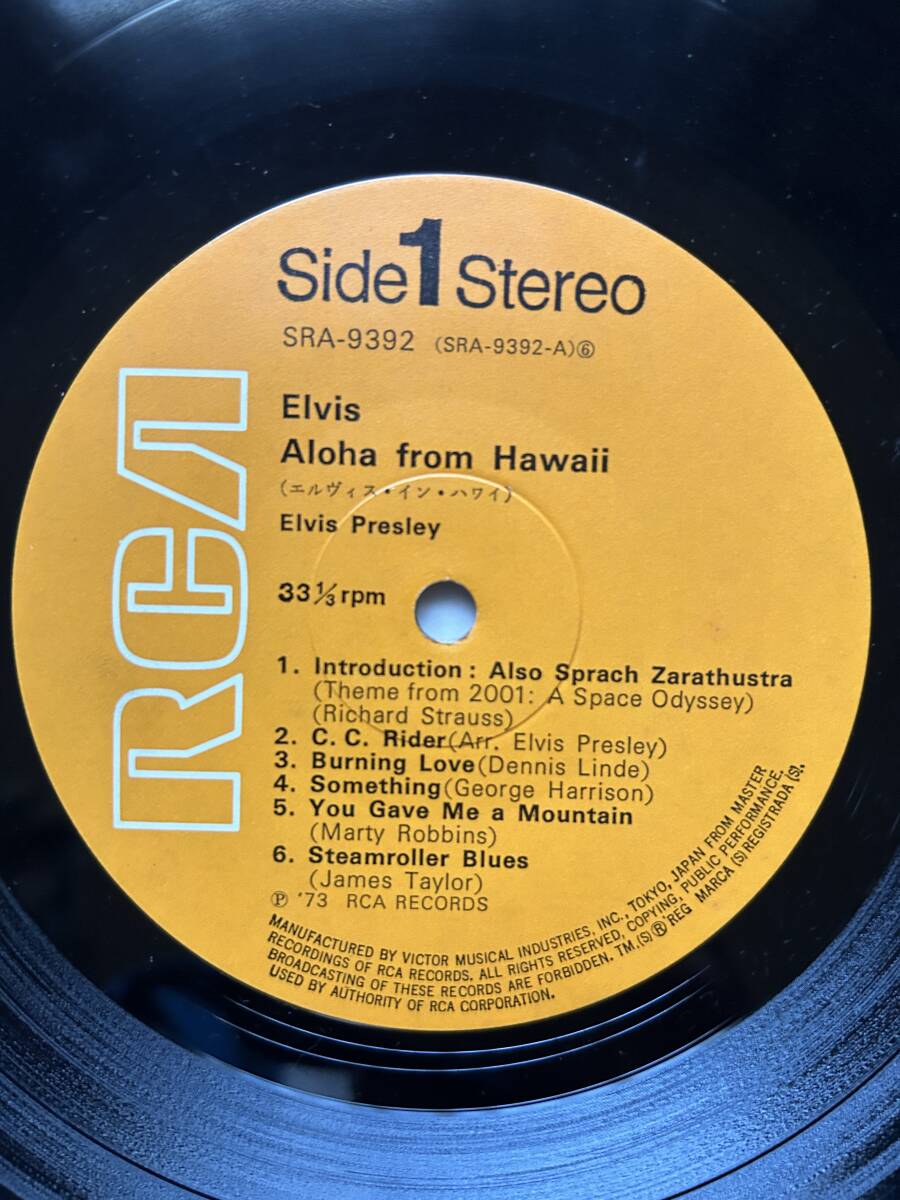 Side 1 Stereo
SRA-9392 (SRA-9392-A)⑥
RCA
Elvis
Aloha from Hawaii
(エルヴィス・イン・ハワイ)
Elvis Presley
33 1/3 rpm
1. Introduction: Also Sprach Zarathustra
(Theme from 2001: A Space Odyssey)
(Richard Strauss)
2. C. C. Rider(Arr. Elvis Presley)
3. Burning Love(Dennis Linde)
4. Something(George Harrison)
5. You Gave Me a Mountain
(Marty Robbins)
6. Steamroller Blues
(James Taylor)
℗ '73 RCA RECORDS
MANUFACTURED BY VICTOR MUSICAL INDUSTRIES, INC., TOKYO, JAPAN FROM MASTER
RECORDINGS OF RCA RECORDS. ALL RIGHTS RESERVED, COPYING, PUBLIC PERFORMANCE.
BROADCASTING OF THESE RECORDS ARE FORBIDDEN. TM.(S) ® REG MARCA (S) REGISTRADA (S).
USED BY AUTHORITY OF RCA CORPORATION.